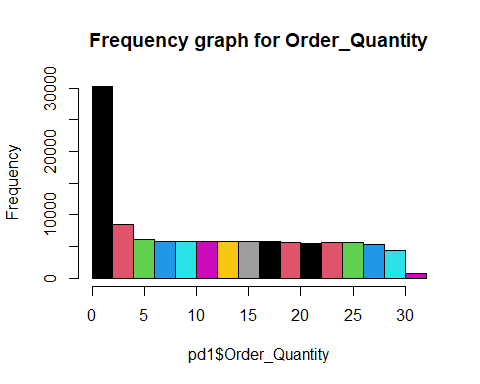 Frequency graph for Order_Quantity
Frequency
0 10000 20000 30000
0 5 10 15 20 25 30
pd1$Order_Quantity